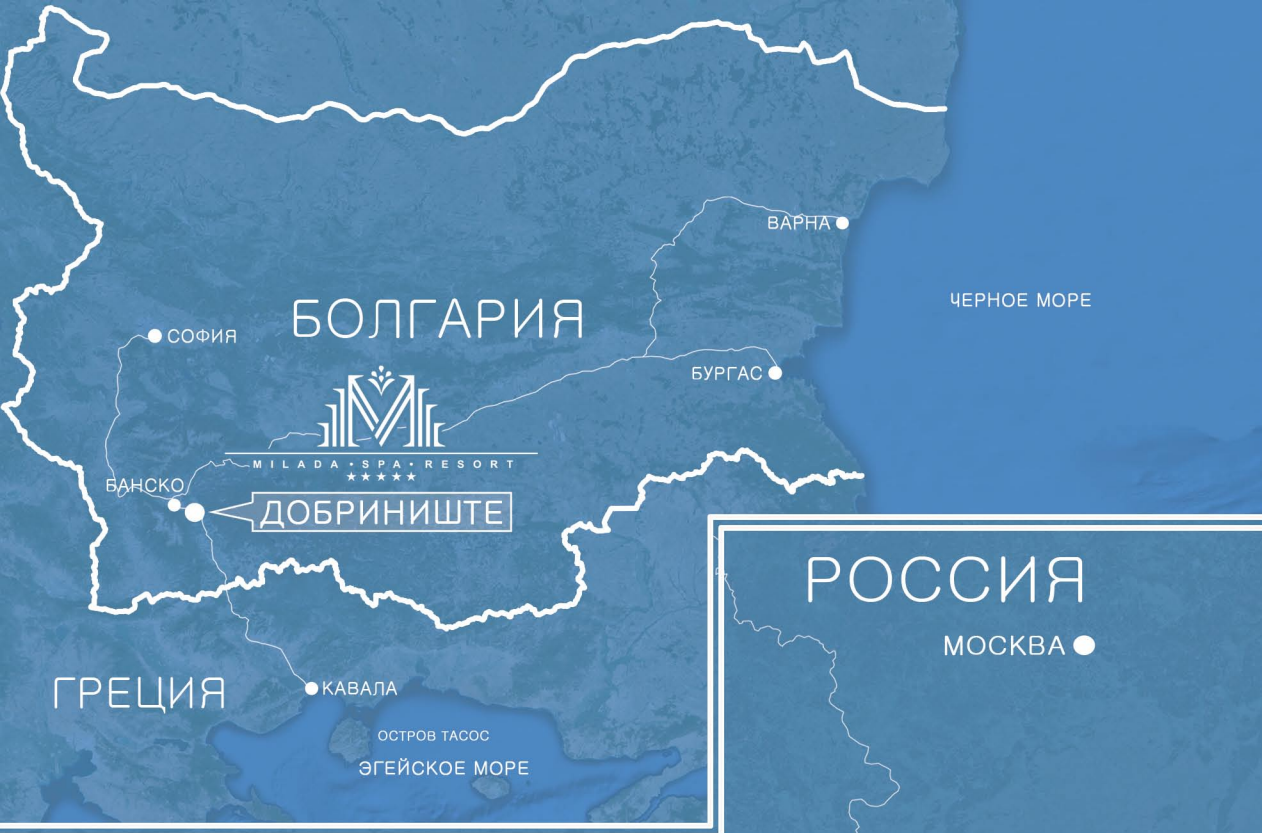 ВАРНА
ЧЕРНОЕ МОРЕ
БОЛГАРИЯ
СОФИЯ
БУРГАС
M
MILADA • SPA • RESORT
★★★★★
БАНСКО
ДОБРИНИШТЕ
РОССИЯ
МОСКВА
ГРЕЦИЯ
КАВАЛА
ОСТРОВ ТАСОС
ЭГЕЙСКОЕ МОРЕ